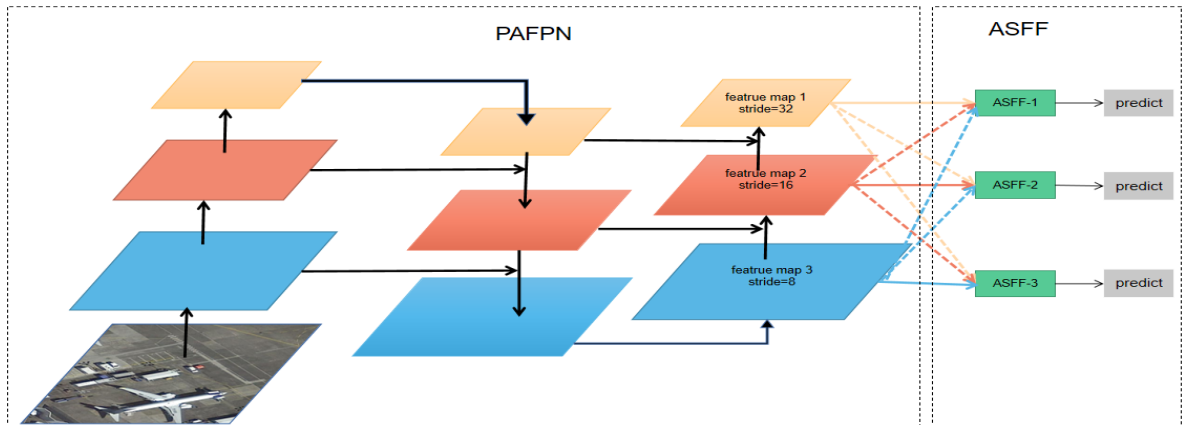 PAFPN
ASFF
featrue map 1
stride=32
ASFF-1
predict
featrue map 2
stride=16
ASFF-2
predict
featrue map 3
stride=8
ASFF-3
predict